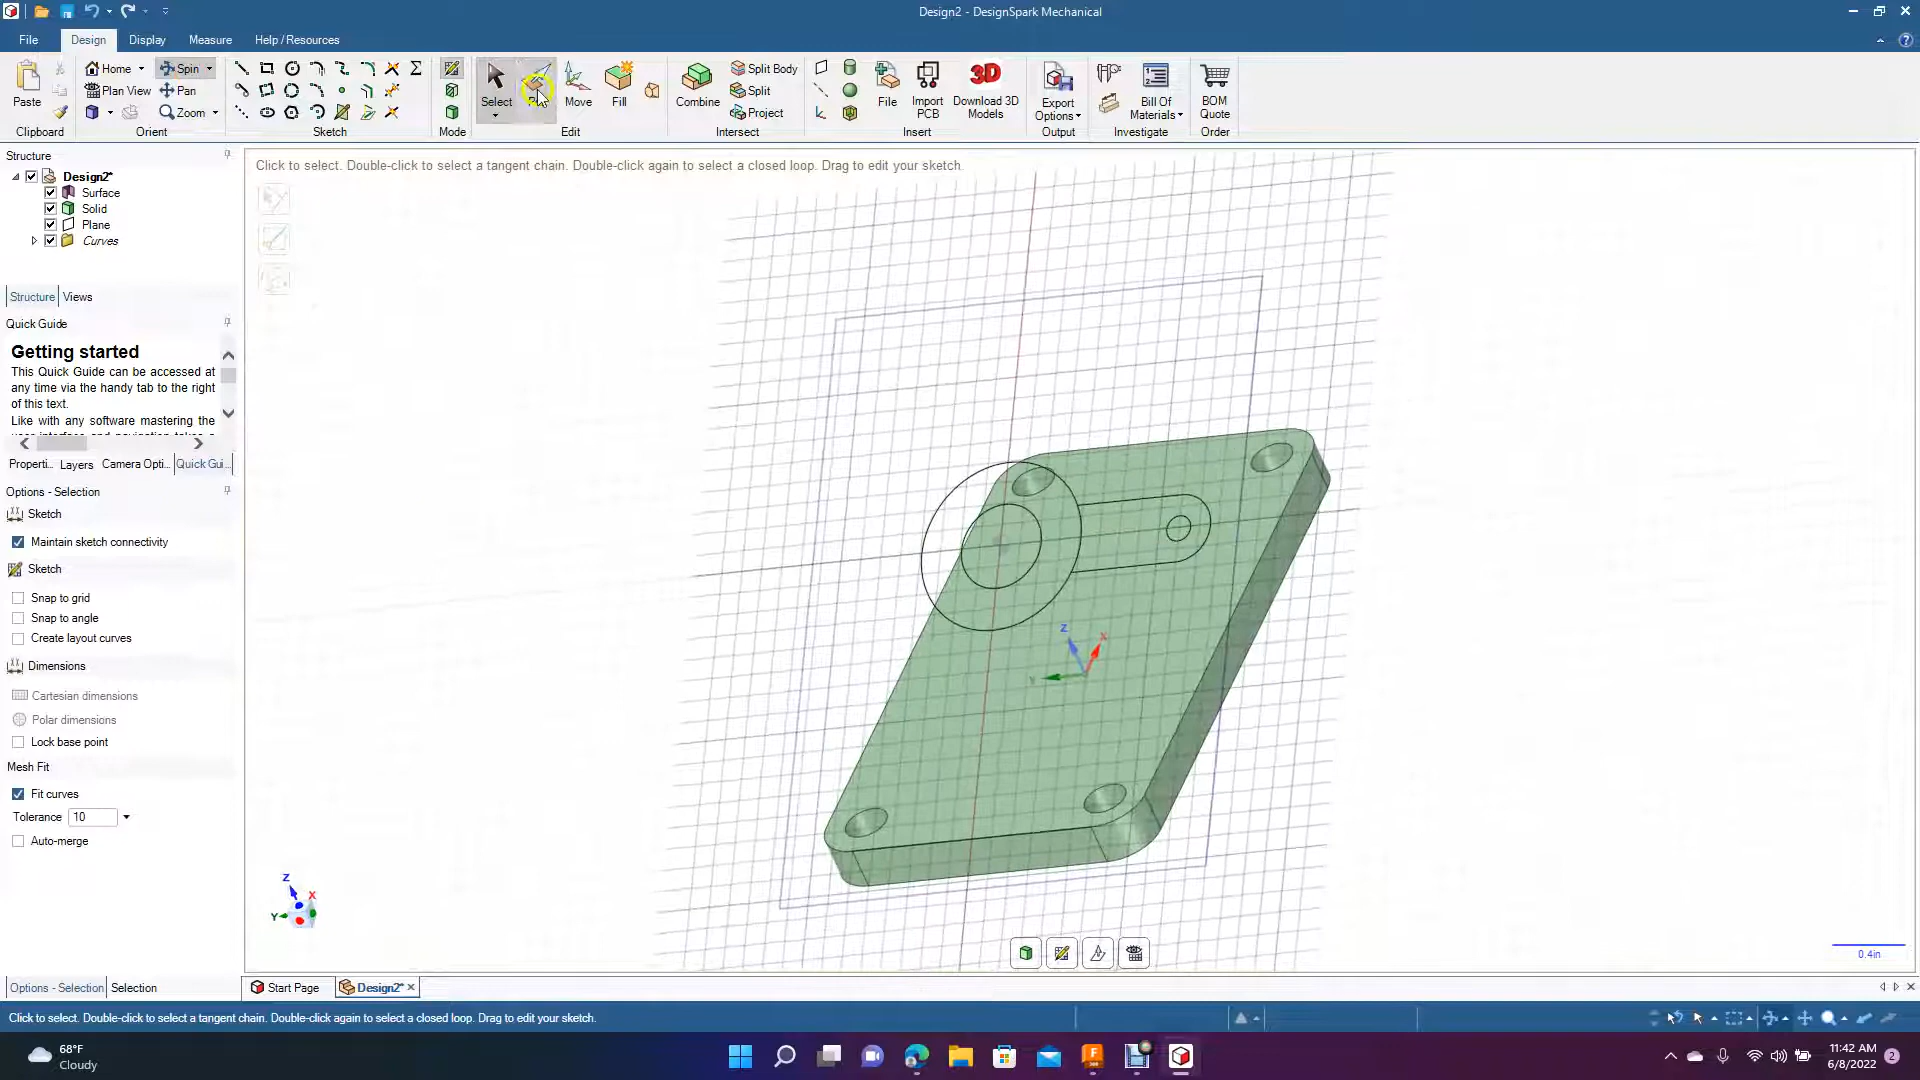 Design2 - DesignSpark Mechanical
File
Design
Display
Measure
Help / Resources
Paste
Home
Spin
Plan View
Pan
Zoom
Select
Move
Fill
Combine
Split Body
Split
Project
File
Import PCB
Download 3D Models
Export Options
Bill Of Materials
BOM Quote
Clipboard
Orient
Sketch
Mode
Edit
Intersect
Insert
Output
Investigate
Order
Structure
Design2*
Surface
Solid
Plane
Curves
Structure
Views
Quick Guide
Getting started
This Quick Guide can be accessed at
any time via the handy tab to the right
of this text.
Like with any software mastering the
Properti...
Layers
Camera Opti...
Quick Gui...
Options - Selection
Sketch
Maintain sketch connectivity
Sketch
Snap to grid
Snap to angle
Create layout curves
Dimensions
Cartesian dimensions
Polar dimensions
Lock base point
Mesh Fit
Fit curves
Tolerance 10
Auto-merge
Options - Selection
Selection
Click to select. Double-click to select a tangent chain. Double-click again to select a closed loop. Drag to edit your sketch.
Z
X
Y
Z
X
Y
0.4in
Start Page
Design2*
Click to select. Double-click to select a tangent chain. Double-click again to select a closed loop. Drag to edit your sketch.
68°F
Cloudy
11:42 AM
6/8/2022
2